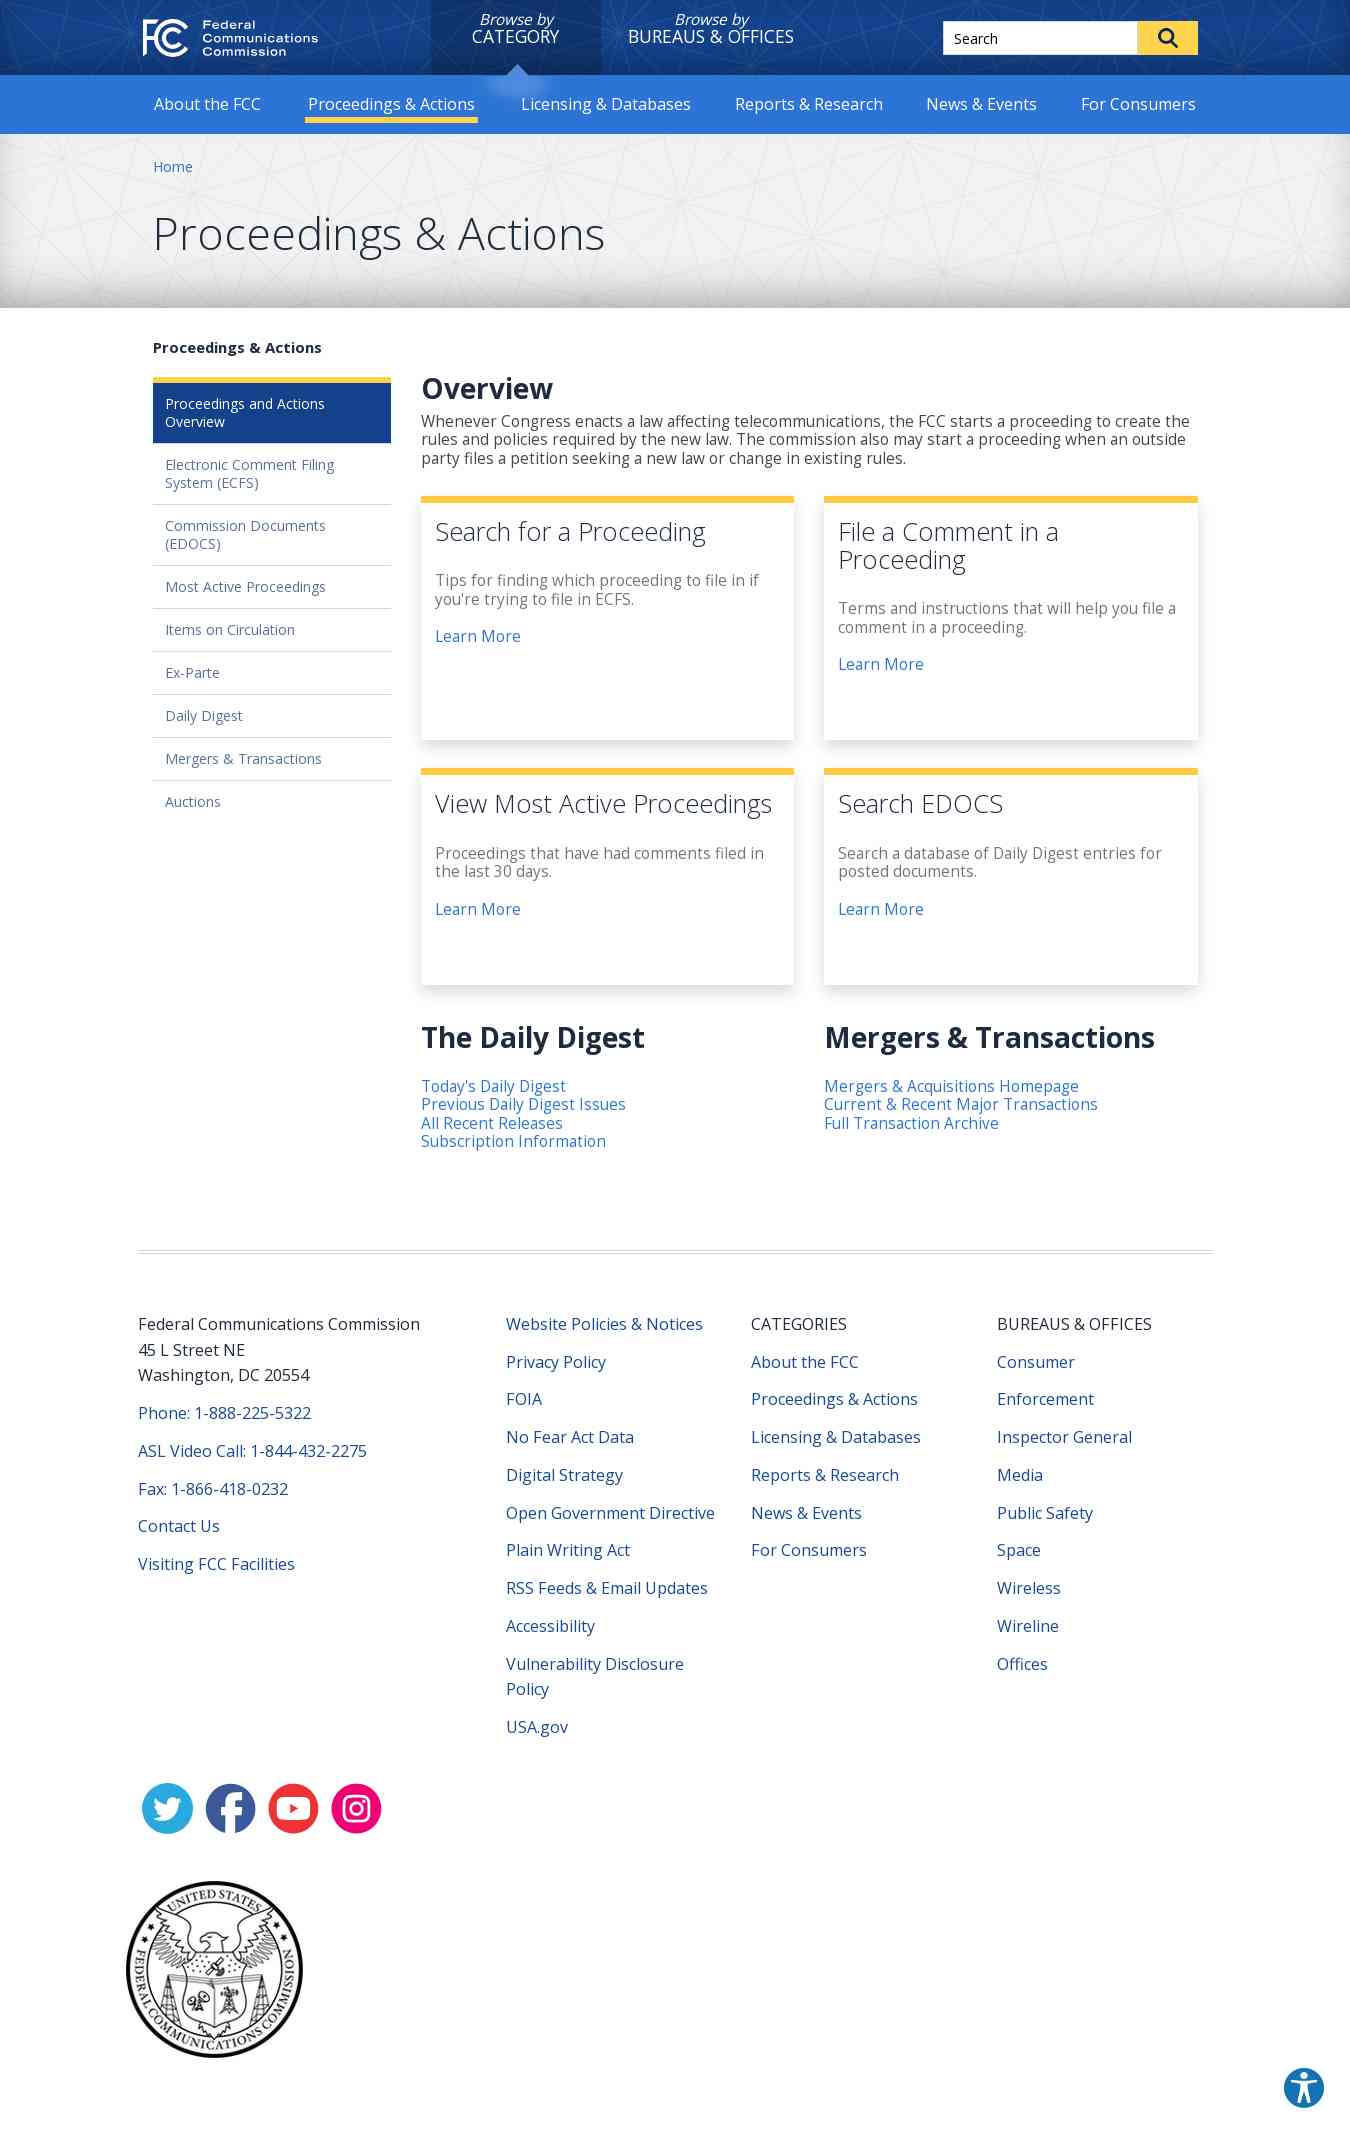 FCC
Federal
Communications
Commission
Browse by
CATEGORY
Browse by
BUREAUS & OFFICES
Search
About the FCC
Proceedings & Actions
Licensing & Databases
Reports & Research
News & Events
For Consumers
Home
Proceedings & Actions
Proceedings & Actions
Proceedings and Actions
Overview
Electronic Comment Filing
System (ECFS)
Commission Documents
(EDOCS)
Most Active Proceedings
Items on Circulation
Ex-Parte
Daily Digest
Mergers & Transactions
Auctions
Overview
Whenever Congress enacts a law affecting telecommunications, the FCC starts a proceeding to create the
rules and policies required by the new law. The commission also may start a proceeding when an outside
party files a petition seeking a new law or change in existing rules.
Search for a Proceeding
Tips for finding which proceeding to file in if
you're trying to file in ECFS.
Learn More
File a Comment in a
Proceeding
Terms and instructions that will help you file a
comment in a proceeding.
Learn More
View Most Active Proceedings
Proceedings that have had comments filed in
the last 30 days.
Learn More
Search EDOCS
Search a database of Daily Digest entries for
posted documents.
Learn More
The Daily Digest
Today's Daily Digest
Previous Daily Digest Issues
All Recent Releases
Subscription Information
Mergers & Transactions
Mergers & Acquisitions Homepage
Current & Recent Major Transactions
Full Transaction Archive
Federal Communications Commission
45 L Street NE
Washington, DC 20554
Phone: 1-888-225-5322
ASL Video Call: 1-844-432-2275
Fax: 1-866-418-0232
Contact Us
Visiting FCC Facilities
Website Policies & Notices
Privacy Policy
FOIA
No Fear Act Data
Digital Strategy
Open Government Directive
Plain Writing Act
RSS Feeds & Email Updates
Accessibility
Vulnerability Disclosure
Policy
USA.gov
CATEGORIES
About the FCC
Proceedings & Actions
Licensing & Databases
Reports & Research
News & Events
For Consumers
BUREAUS & OFFICES
Consumer
Enforcement
Inspector General
Media
Public Safety
Space
Wireless
Wireline
Offices
UNITED STATES
FEDERAL COMMUNICATIONS COMMISSION